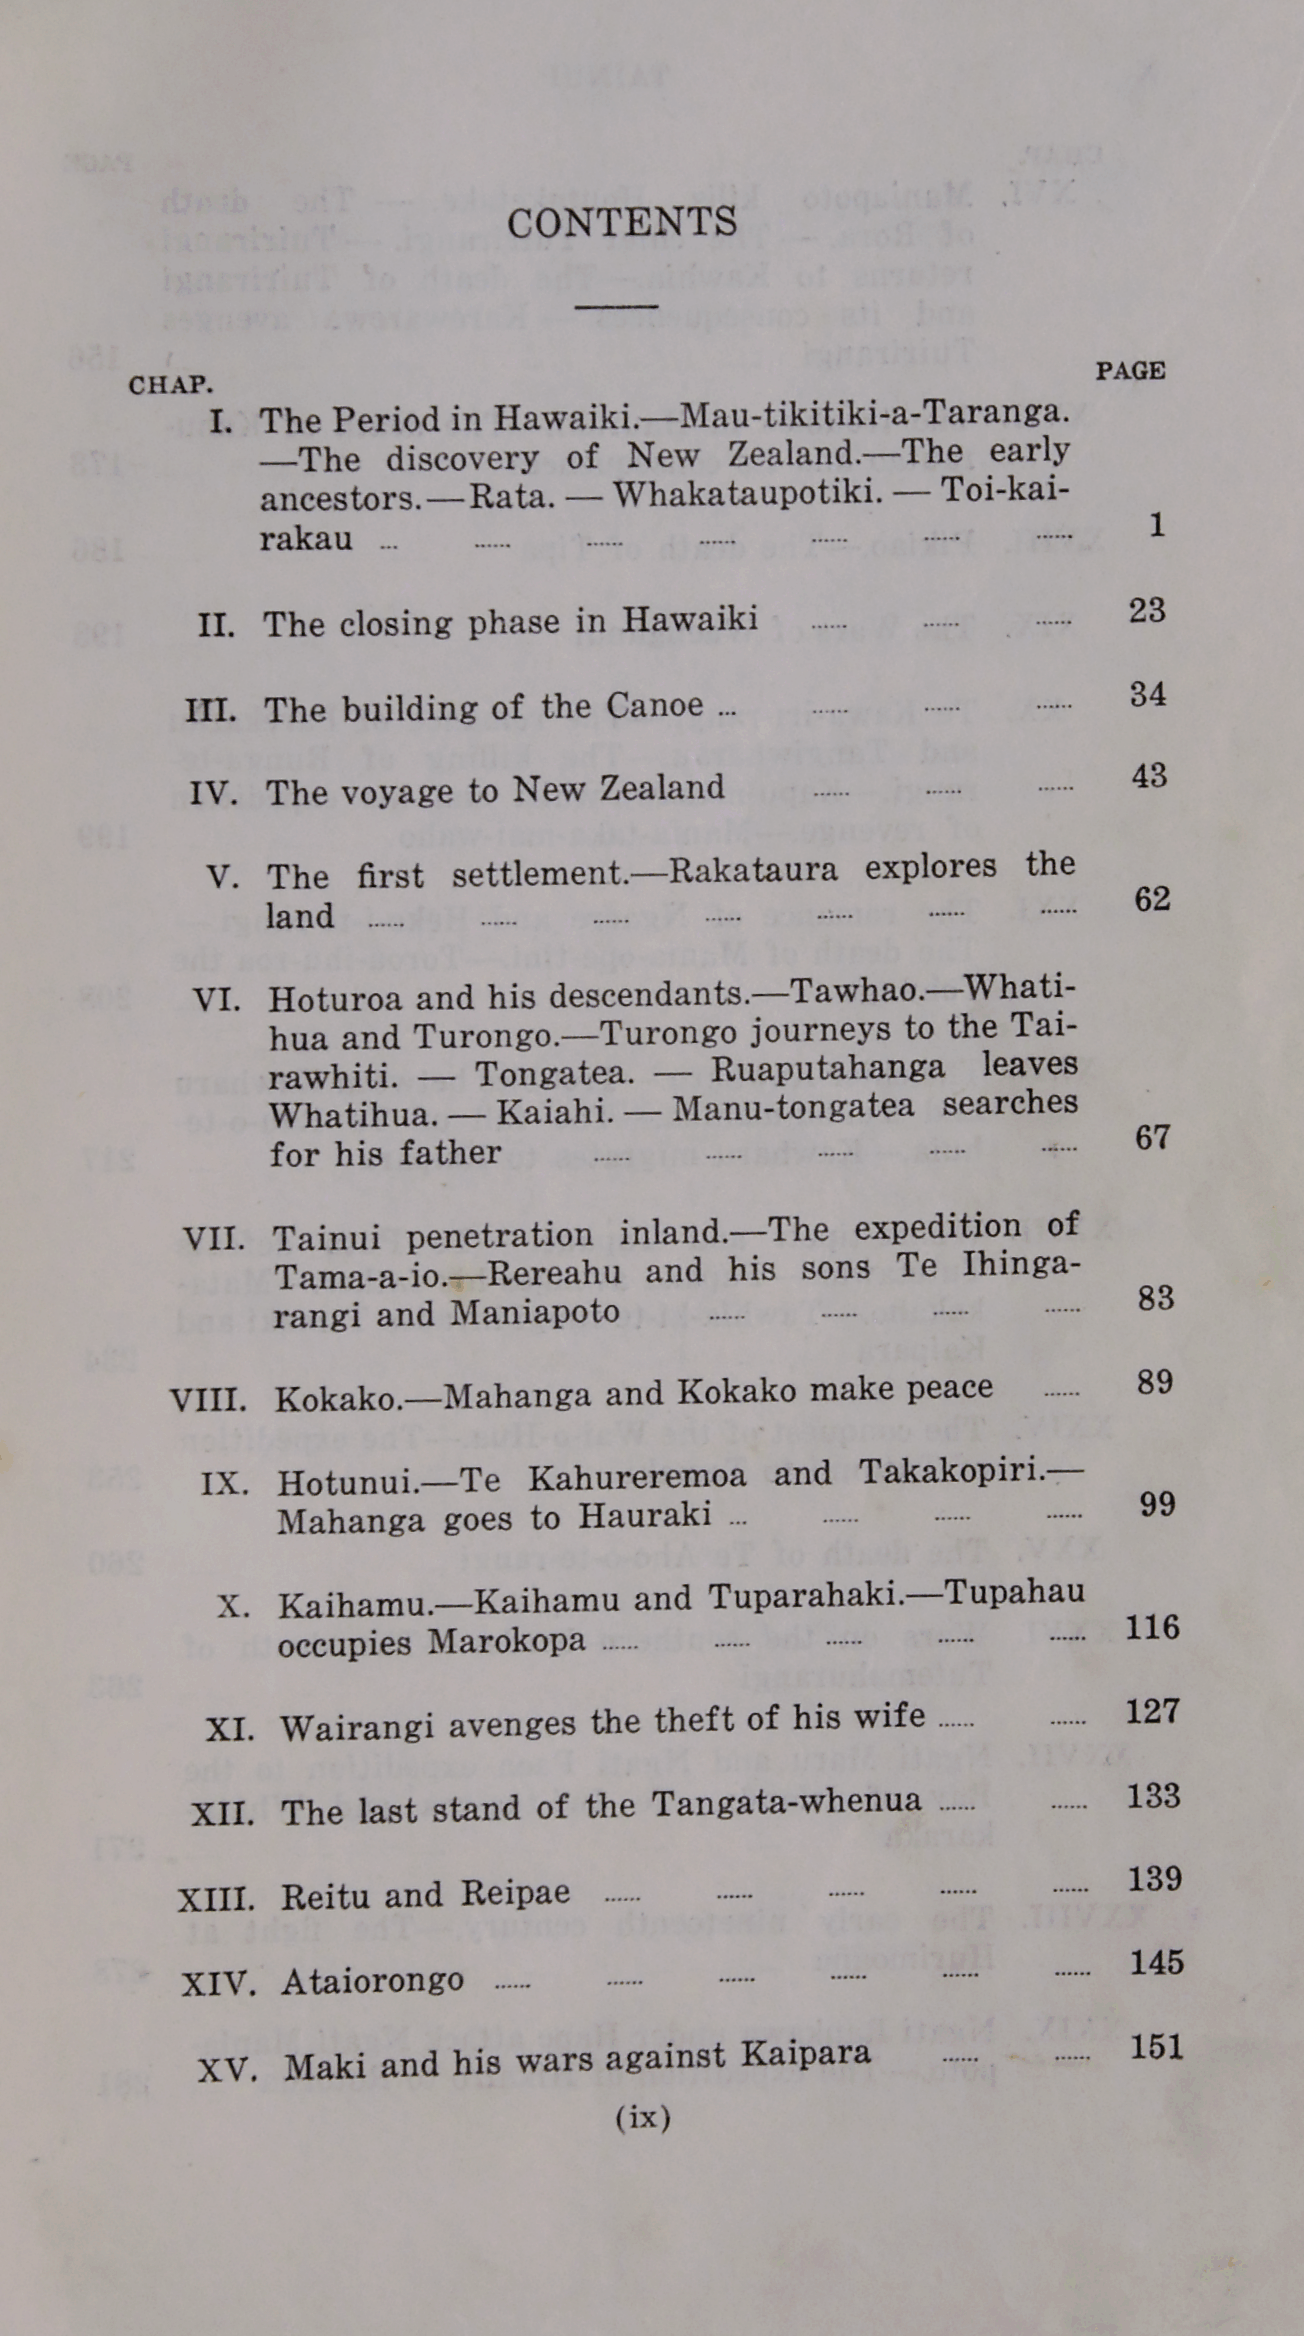 CONTENTS
CHAP. PAGE
I. The Period in Hawaiki.—Mau-tikitiki-a-Taranga.
—The discovery of New Zealand.—The early
ancestors.—Rata. — Whakataupotiki. — Toi-kai-
rakau ... ...... ...... ...... ...... ...... ...... 1
II. The closing phase in Hawaiki ...... ...... ...... 23
III. The building of the Canoe ... ...... ...... ...... 34
IV. The voyage to New Zealand ...... ...... ...... 43
V. The first settlement.—Rakataura explores the
land ...... ...... ...... ...... ...... ...... ...... 62
VI. Hoturoa and his descendants.—Tawhao.—Whati-
hua and Turongo.—Turongo journeys to the Tai-
rawhiti. — Tongatea. — Ruaputahanga leaves
Whatihua. — Kaiahi. — Manu-tongatea searches
for his father ...... ...... ...... ...... ...... 67
VII. Tainui penetration inland.—The expedition of
Tama-a-io.—Rereahu and his sons Te Ihinga-
rangi and Maniapoto ...... ...... ...... ...... 83
VIII. Kokako.—Mahanga and Kokako make peace ...... 89
IX. Hotunui.—Te Kahureremoa and Takakopiri.—
Mahanga goes to Hauraki ... ...... ...... ...... 99
X. Kaihamu.—Kaihamu and Tuparahaki.—Tupahau
occupies Marokopa ...... ...... ...... ...... ...... 116
XI. Wairangi avenges the theft of his wife ...... ...... 127
XII. The last stand of the Tangata-whenua ...... ...... 133
XIII. Reitu and Reipae ...... ...... ...... ...... ...... 139
XIV. Ataiorongo ...... ...... ...... ...... ...... ...... 145
XV. Maki and his wars against Kaipara ...... ...... 151
(ix)